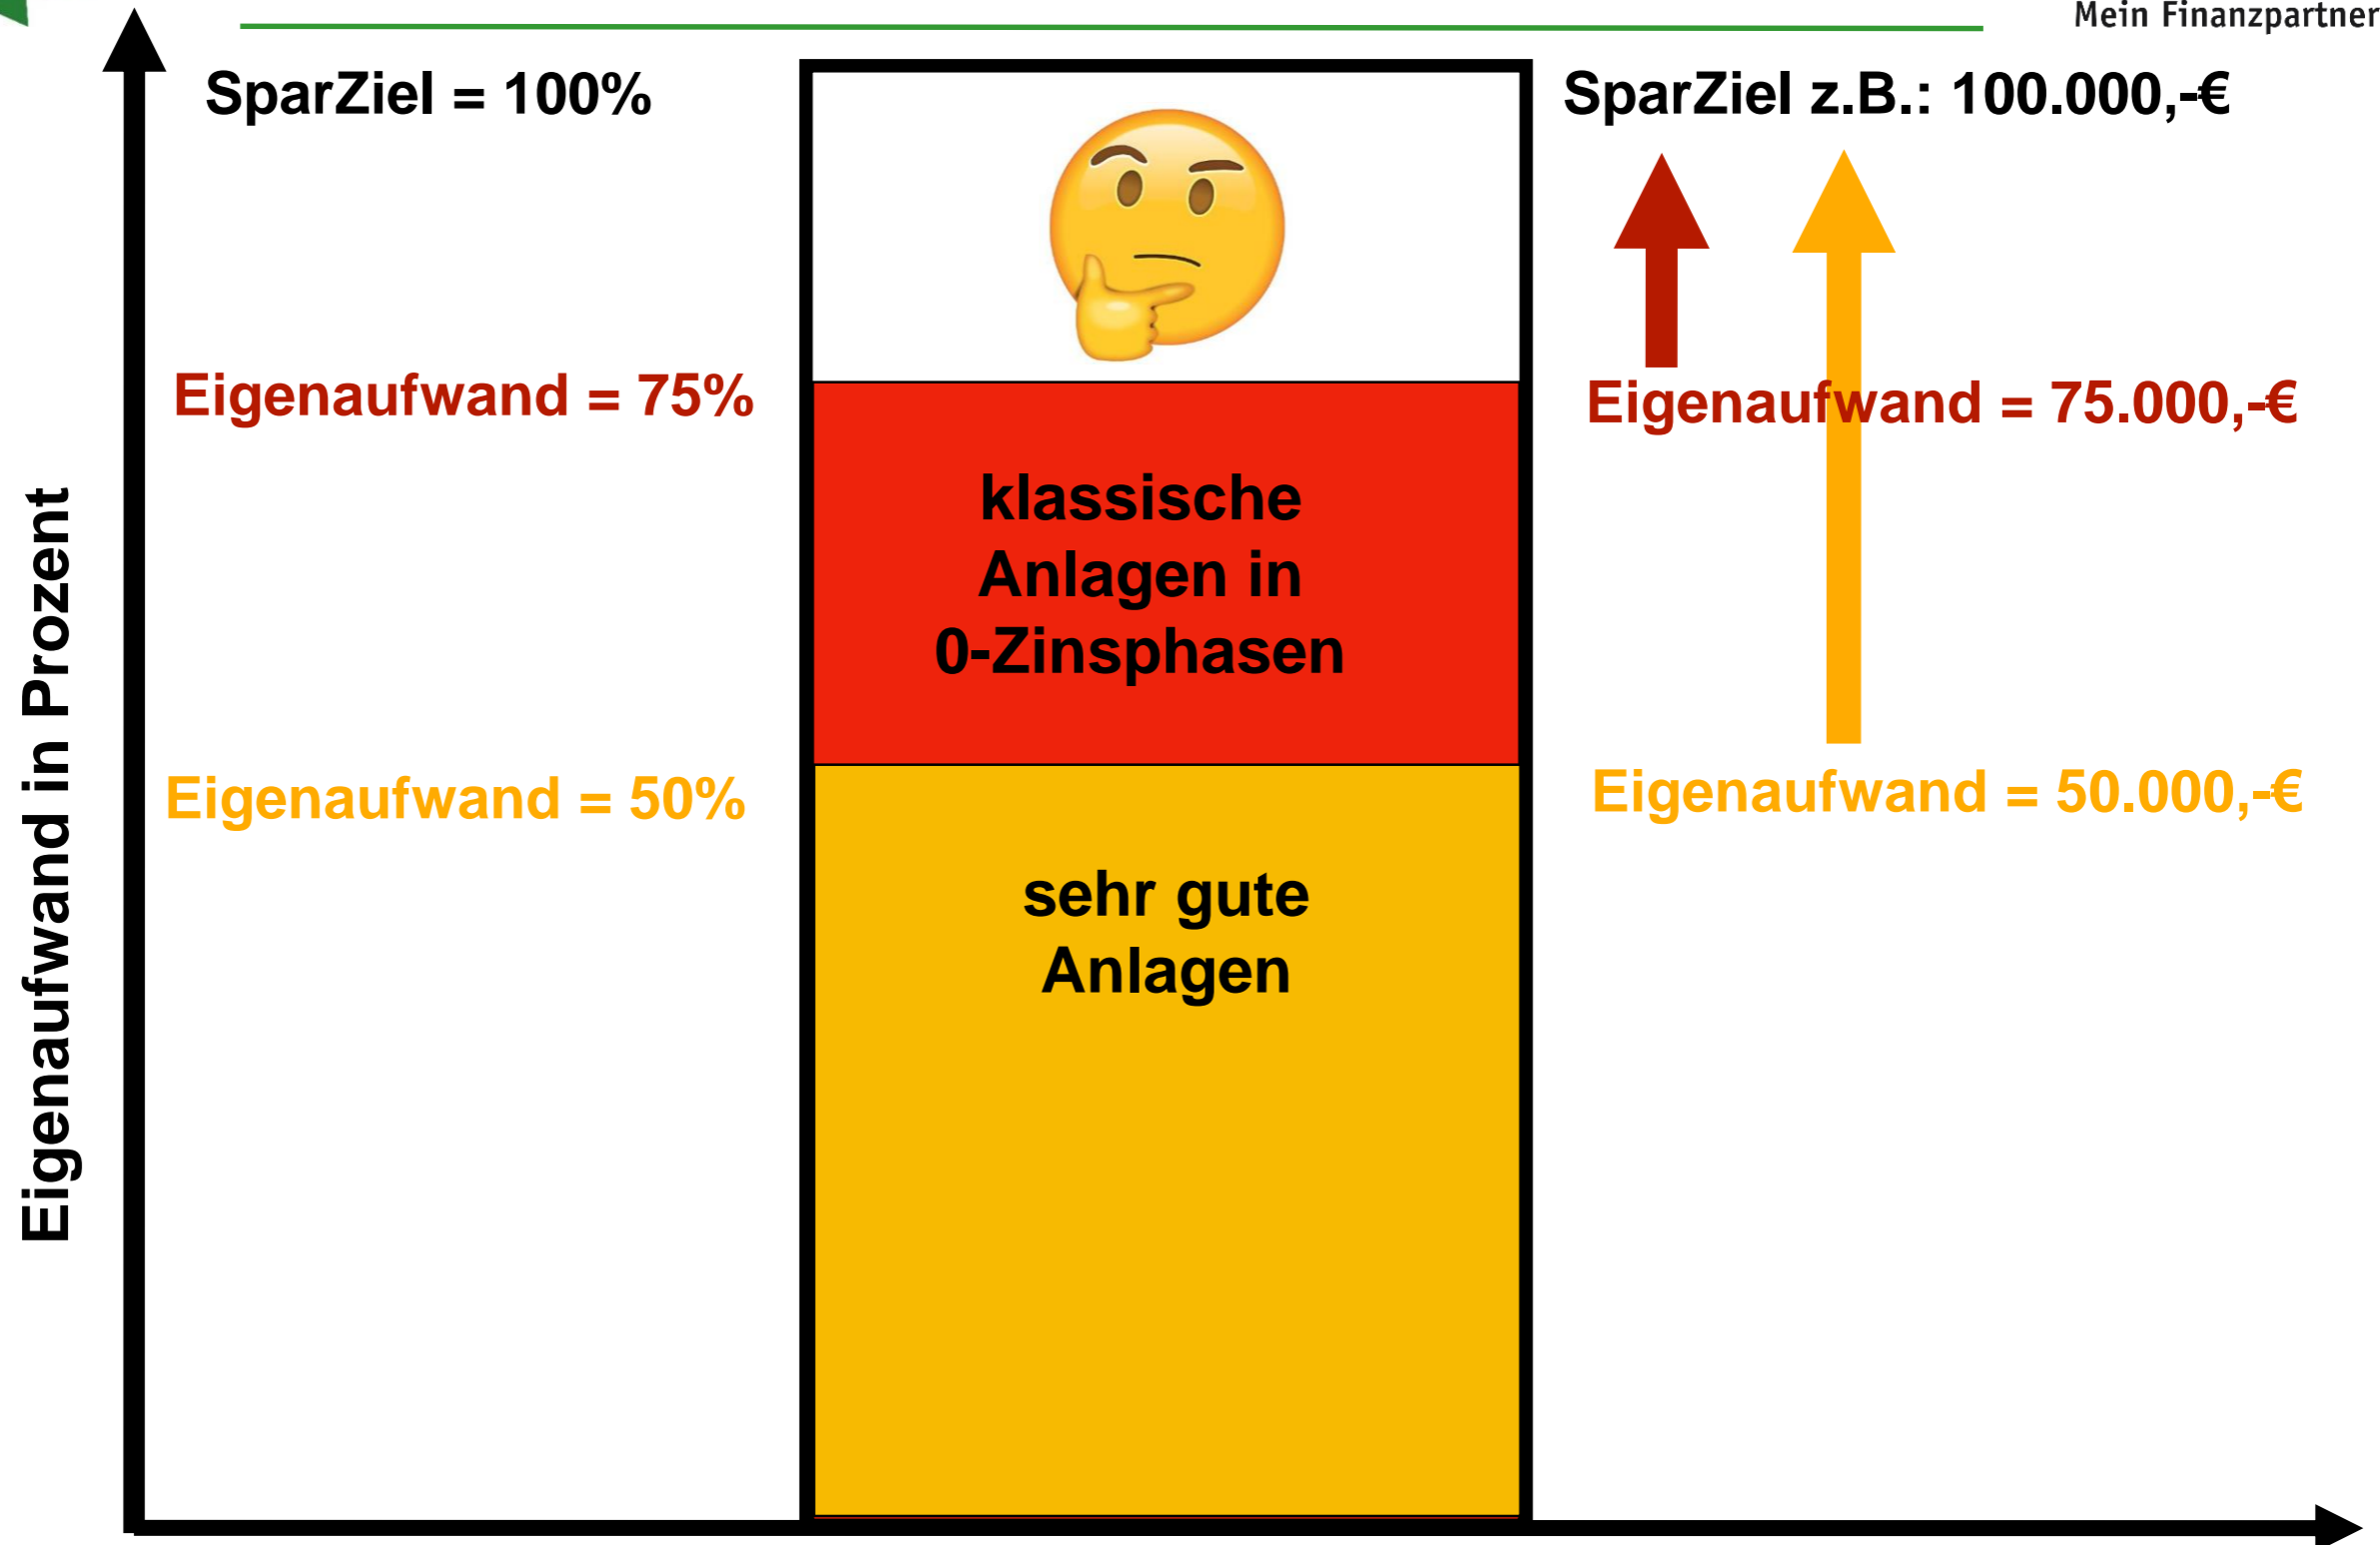 Mein Finanzpartner
SparZiel = 100%
SparZiel z.B.: 100.000,-€
Eigenaufwand = 75%
Eigenaufwand = 75.000,-€
klassische
Anlagen in
0-Zinsphasen
Eigenaufwand = 50%
Eigenaufwand = 50.000,-€
sehr gute
Anlagen
Eigenaufwand in Prozent